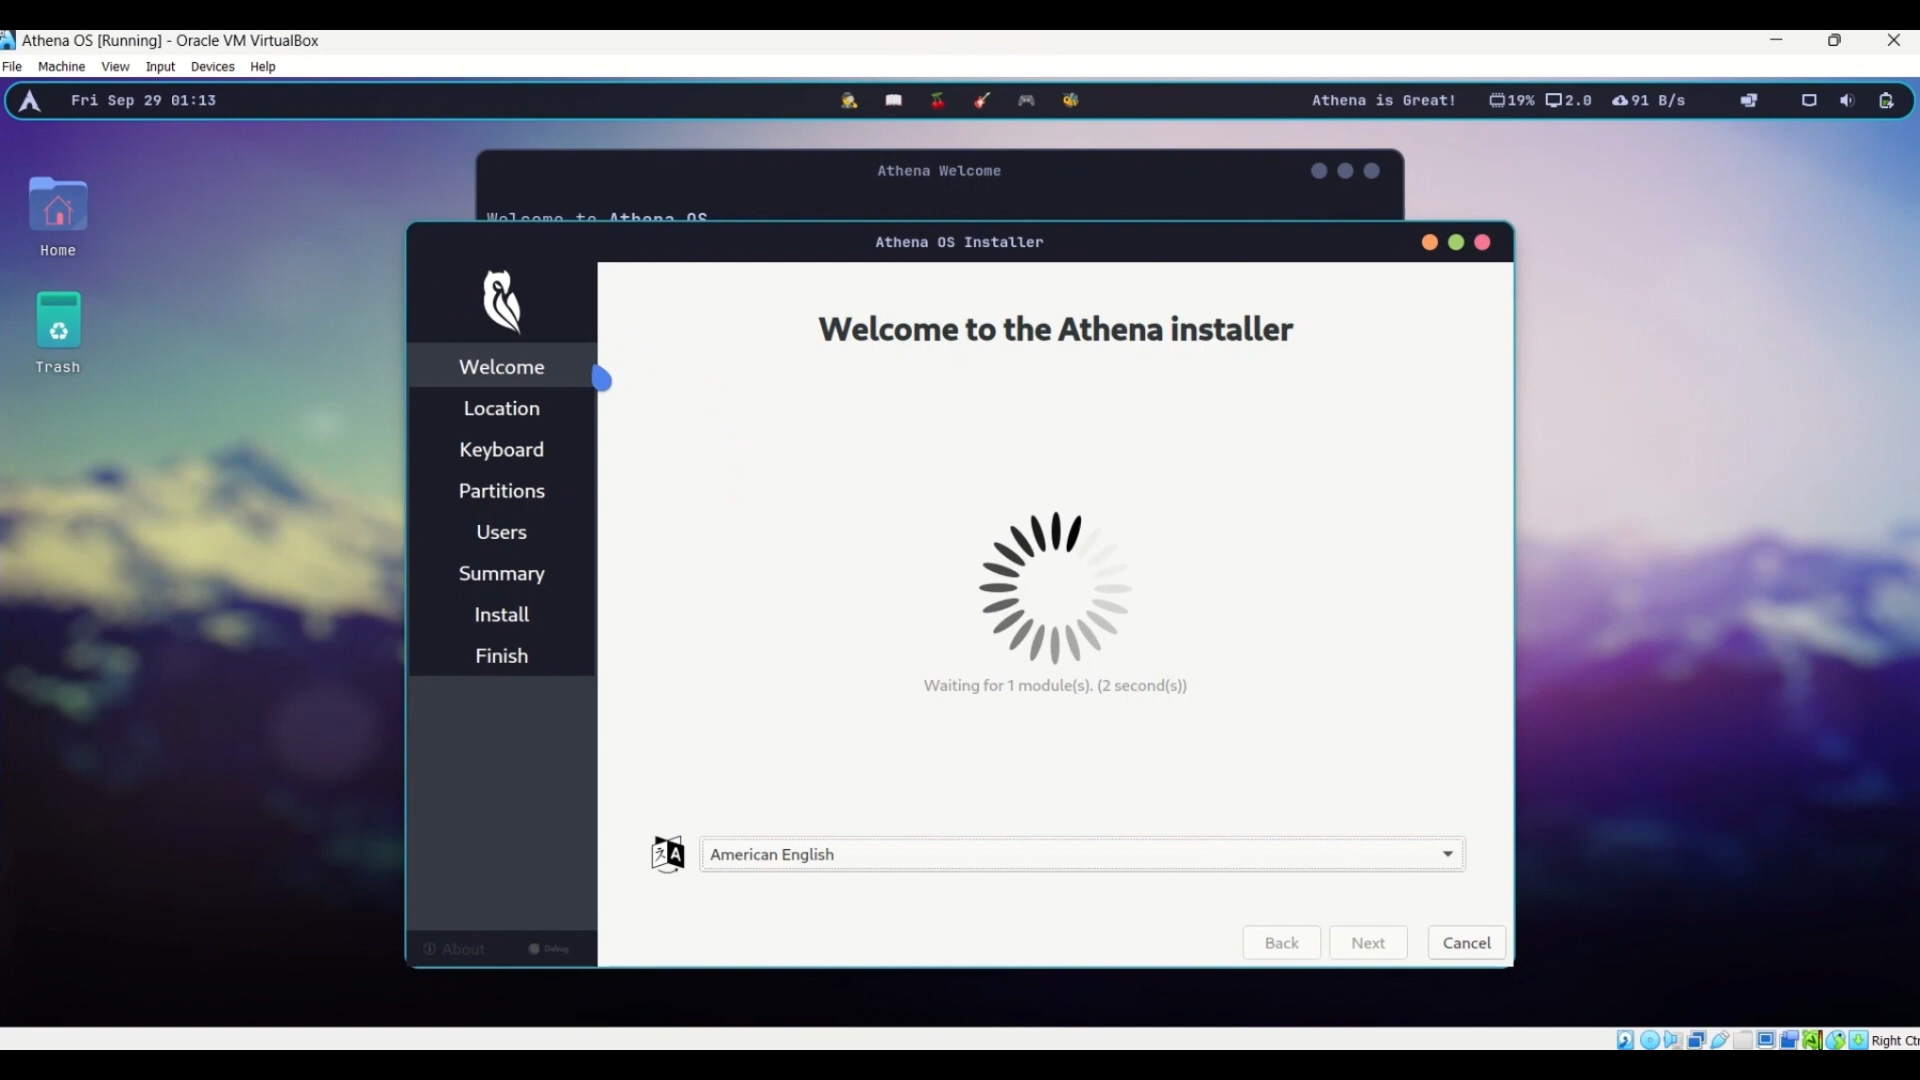 Athena OS [Running] - Oracle VM VirtualBox
File Machine View Input Devices Help
Fri Sep 29 01:13
Athena is Great! 19% 2.0 91 B/s
Home
Trash
Athena Welcome
Welcome to Athena OS
Athena OS Installer
Welcome to the Athena installer
Welcome
Location
Keyboard
Partitions
Users
Summary
Install
Finish
Waiting for 1 module(s). (2 second(s))
American English
About Debug
Back Next Cancel
Right Ctr